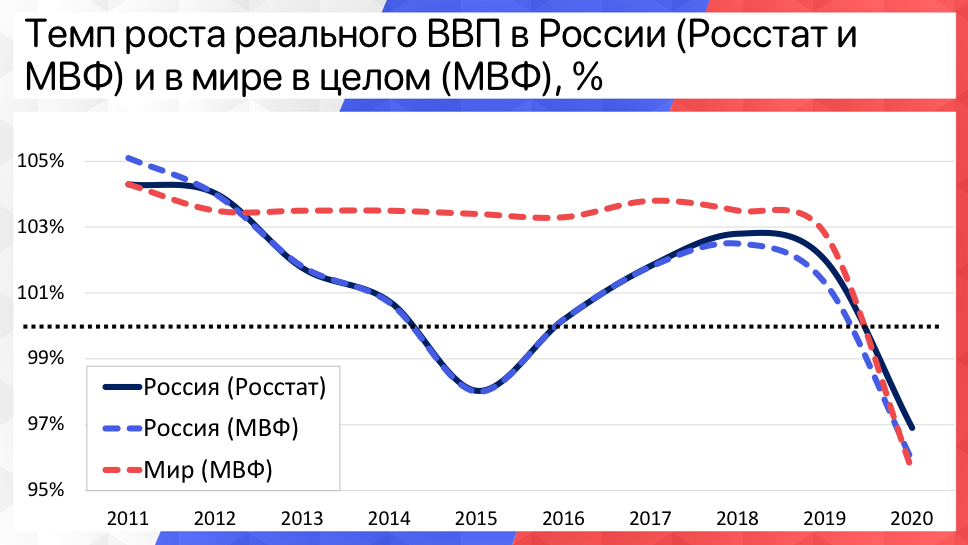 Темп роста реального ВВП в России (Росстат и
МВФ) и в мире в целом (МВФ), %
105%
103%
101%
99%
97%
95%
Россия (Росстат)
Россия (МВФ)
Мир (МВФ)
2011 2012 2013 2014 2015 2016 2017 2018 2019 2020